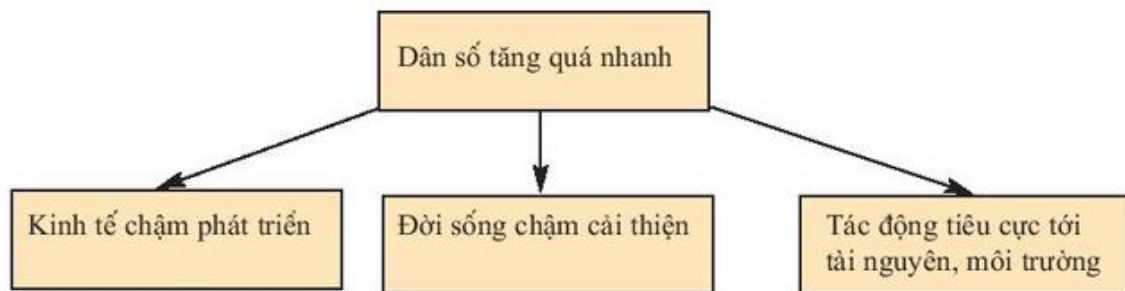 Dân số tăng quá nhanh
Kinh tế chậm phát triển
Đời sống chậm cải thiện
Tác động tiêu cực tới
tài nguyên, môi trường